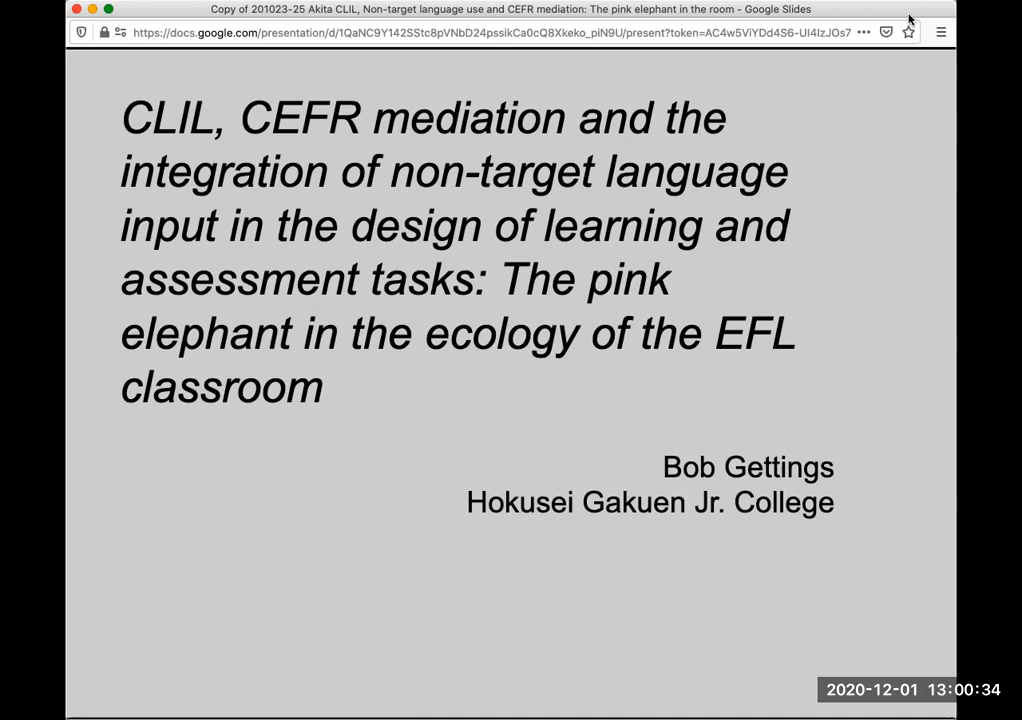 Copy of 201023-25 Akita CLIL, Non-target language use and CEFR mediation: The pink elephant in the room - Google Slides
https://docs.google.com/presentation/d/1QaNC9Y142SStc8pVNbD24pssikCa0cQ8Xkeko_piN9U/present?token=AC4w5ViYDd4S6-Ul4IzJOs7
CLIL, CEFR mediation and the
integration of non-target language
input in the design of learning and
assessment tasks: The pink
elephant in the ecology of the EFL
classroom
Bob Gettings
Hokusei Gakuen Jr. College
2020-12-01 13:00:34